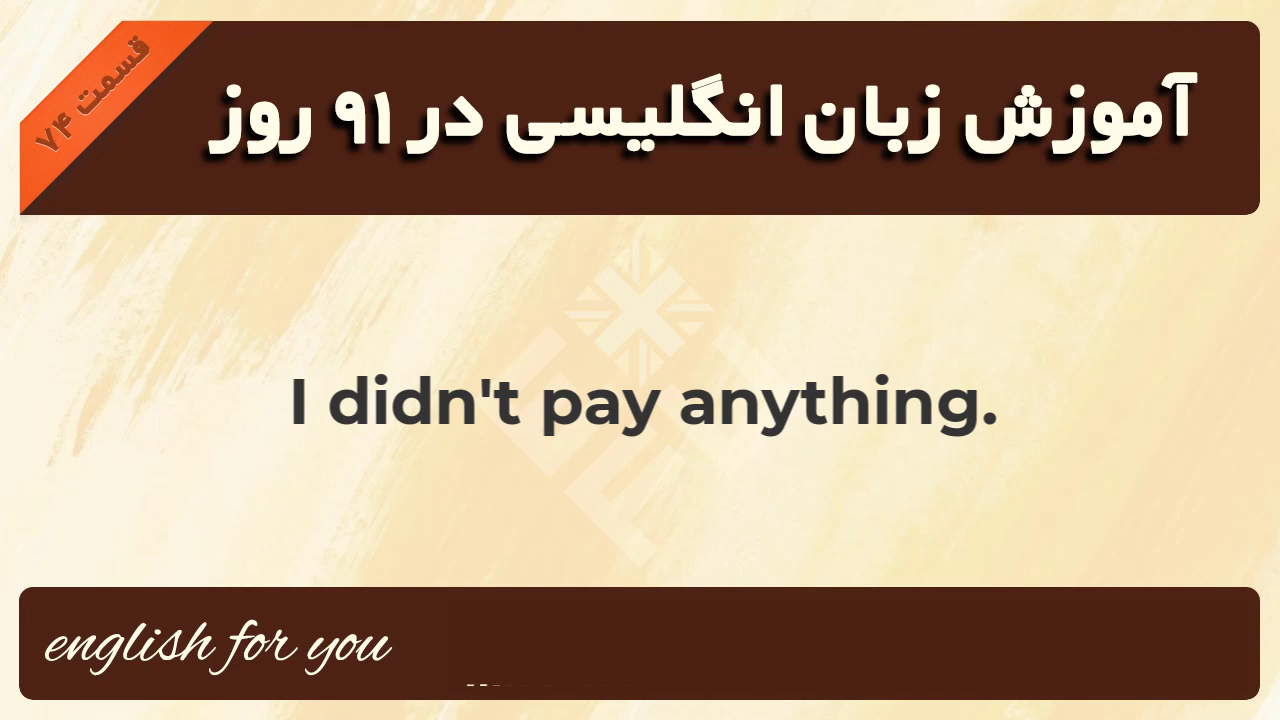 قسمت ۷۴
آموزش زبان انگلیسی در ۹۱ روز
I didn't pay anything.
english for you